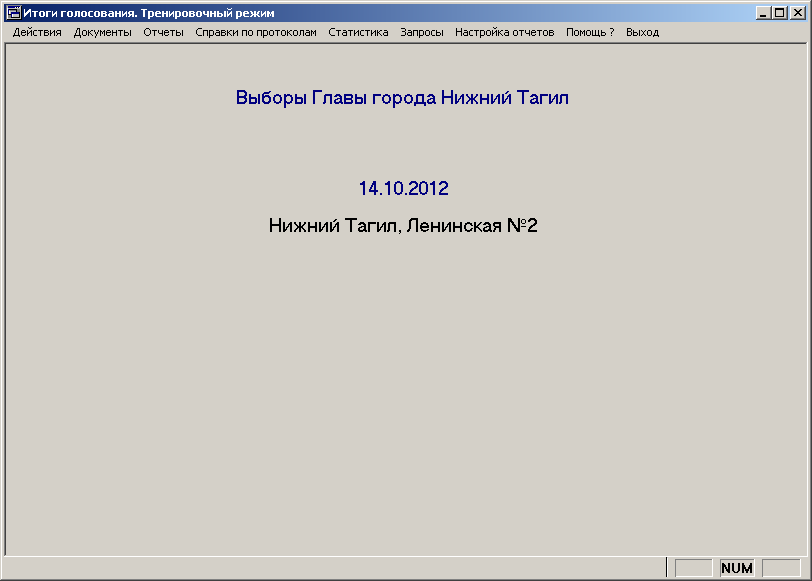 Итоги голосования. Тренировочный режим
Действия Документы Отчеты Справки по протоколам Статистика Запросы Настройка отчетов Помощь ? Выход
Выборы Главы города Нижний Тагил
14.10.2012
Нижний Тагил, Ленинская №2
NUM